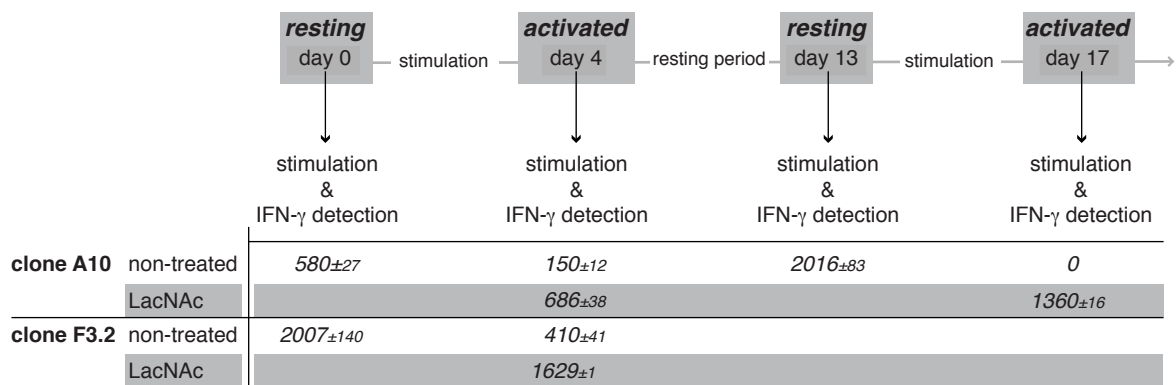 resting activated resting activated
day 0 stimulation day 4 resting period day 13 stimulation day 17
stimulation stimulation stimulation stimulation
& & & &
IFN-γ detection IFN-γ detection IFN-γ detection IFN-γ detection
clone A10 non-treated 580±27 150±12 2016±83 0
LacNAc 686±38 1360±16
clone F3.2 non-treated 2007±140 410±41
LacNAc 1629±1